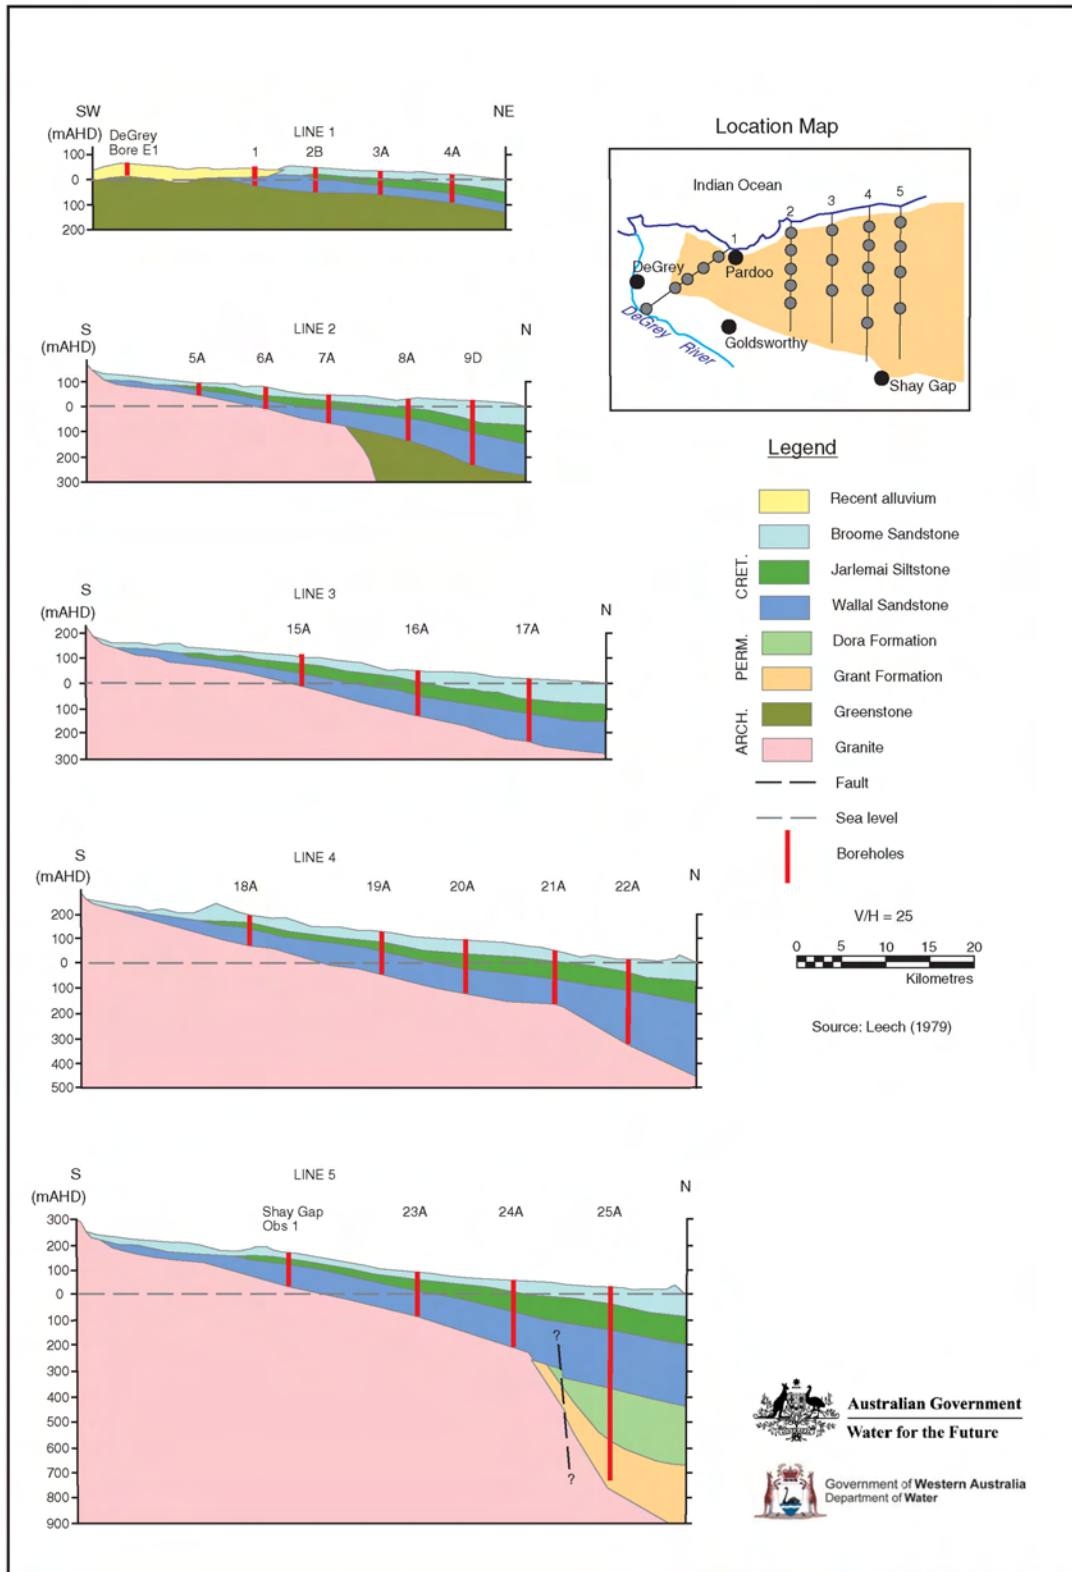 SW
(mAHD)
DeGrey
Bore E1
LINE 1
NE
1
2B
3A
4A
100
0
100
200
Location Map
Indian Ocean
1
2
3
4
5
DeGrey
Pardoo
DeGrey River
Goldsworthy
Shay Gap
S
(mAHD)
LINE 2
N
5A
6A
7A
8A
9D
100
0
100
200
300
Legend
Recent alluvium
Broome Sandstone
CRET.
Jarlemai Siltstone
Wallal Sandstone
PERM.
Dora Formation
Grant Formation
ARCH.
Greenstone
Granite
Fault
Sea level
Boreholes
V/H = 25
0 5 10 15 20
Kilometres
Source: Leech (1979)
S
(mAHD)
LINE 3
N
15A
16A
17A
200
100
0
100
200
300
S
(mAHD)
LINE 4
N
18A
19A
20A
21A
22A
200
100
0
100
200
300
400
500
S
(mAHD)
LINE 5
N
Shay Gap
Obs 1
23A
24A
25A
300
200
100
0
100
200
300
400
500
600
700
800
900
?
?
Australian Government
Water for the Future
Government of Western Australia
Department of Water